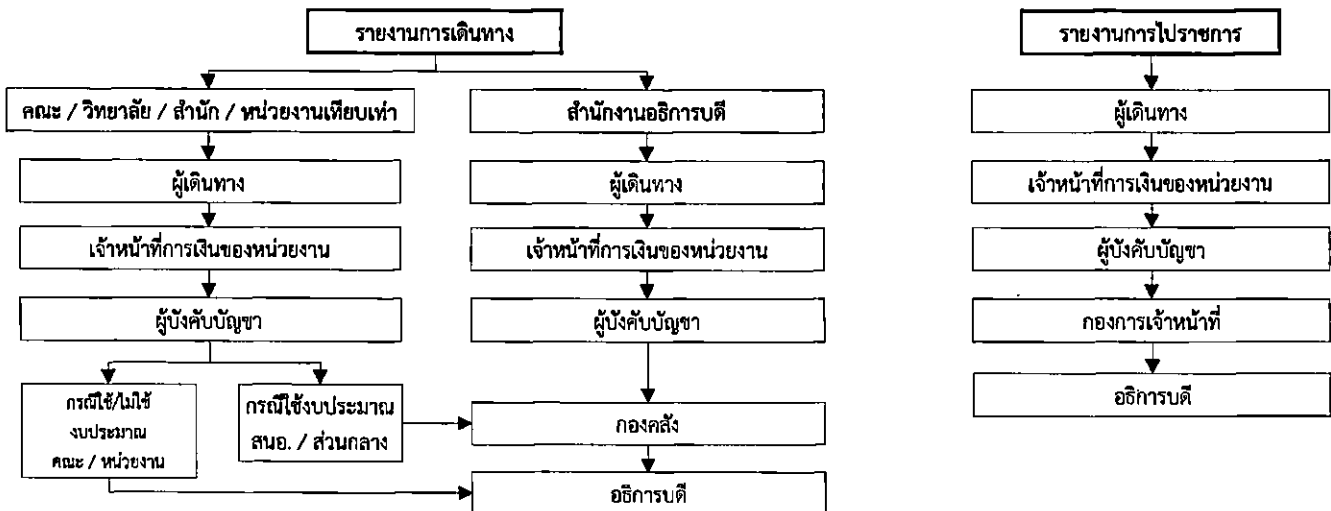 รายงานการเดินทาง
คณะ / วิทยาลัย / สำนัก / หน่วยงานเทียบเท่า
ผู้เดินทาง
เจ้าหน้าที่การเงินของหน่วยงาน
ผู้บังคับบัญชา
กรณีใช้/ไม่ใช้
งบประมาณ
คณะ / หน่วยงาน
กรณีใช้งบประมาณ
สนอ. / ส่วนกลาง
สำนักงานอธิการบดี
ผู้เดินทาง
เจ้าหน้าที่การเงินของหน่วยงาน
ผู้บังคับบัญชา
กองคลัง
อธิการบดี
รายงานการไปราชการ
ผู้เดินทาง
เจ้าหน้าที่การเงินของหน่วยงาน
ผู้บังคับบัญชา
กองการเจ้าหน้าที่
อธิการบดี